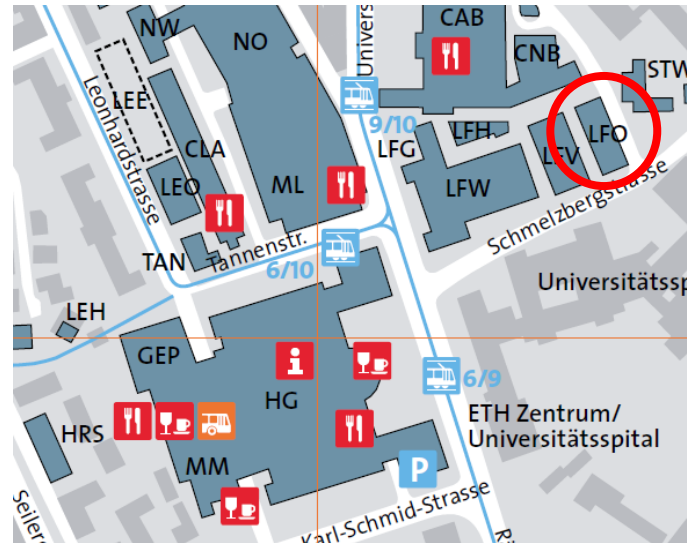 NW
NO
CAB
CNB
STW
Univers
LEE
Leonhardstrasse
CLA
9/10
LFG
LFH
LFV
LFO
LEO
ML
LFW
Schmelzbergstrasse
TAN
Tannenstr.
6/10
Universitätssp
LEH
GEP
i
6/9
HG
ETH Zentrum/
Universitätsspital
HRS
MM
P
Seiler
Karl-Schmid-Strasse